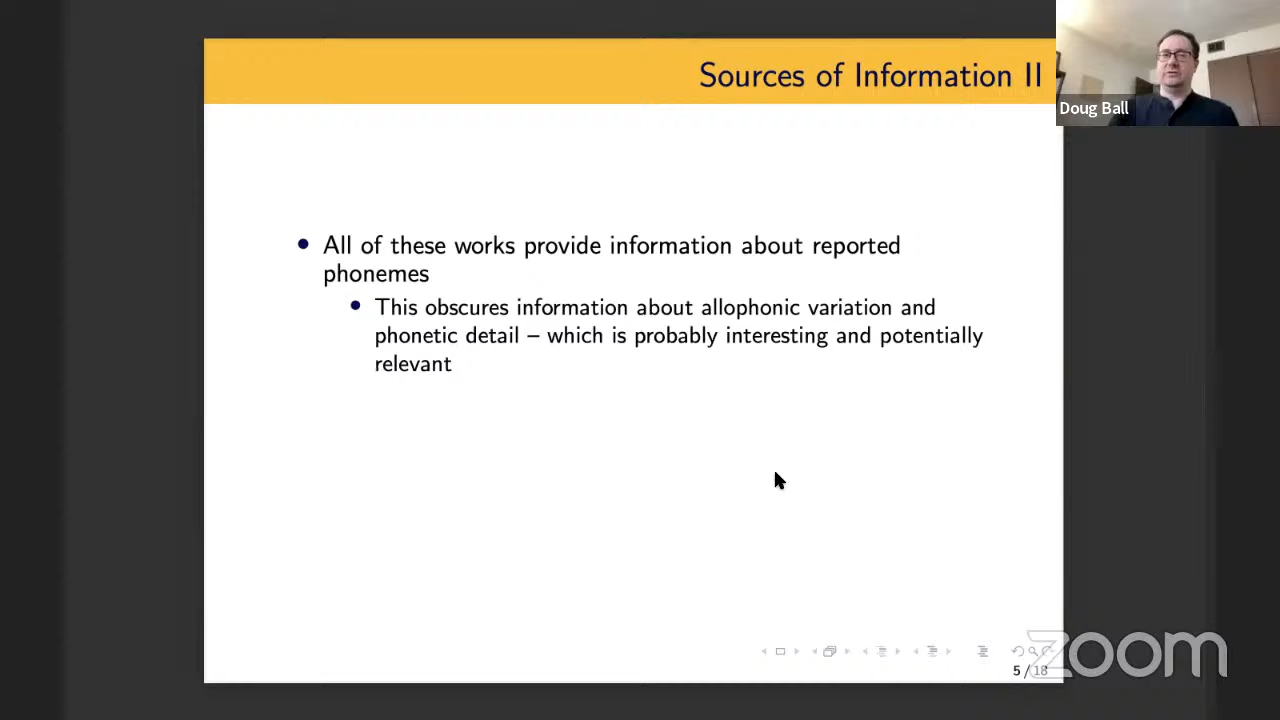 Sources of Information II
Doug Ball
All of these works provide information about reported
phonemes
This obscures information about allophonic variation and
phonetic detail – which is probably interesting and potentially
relevant
5 / 18
zoom